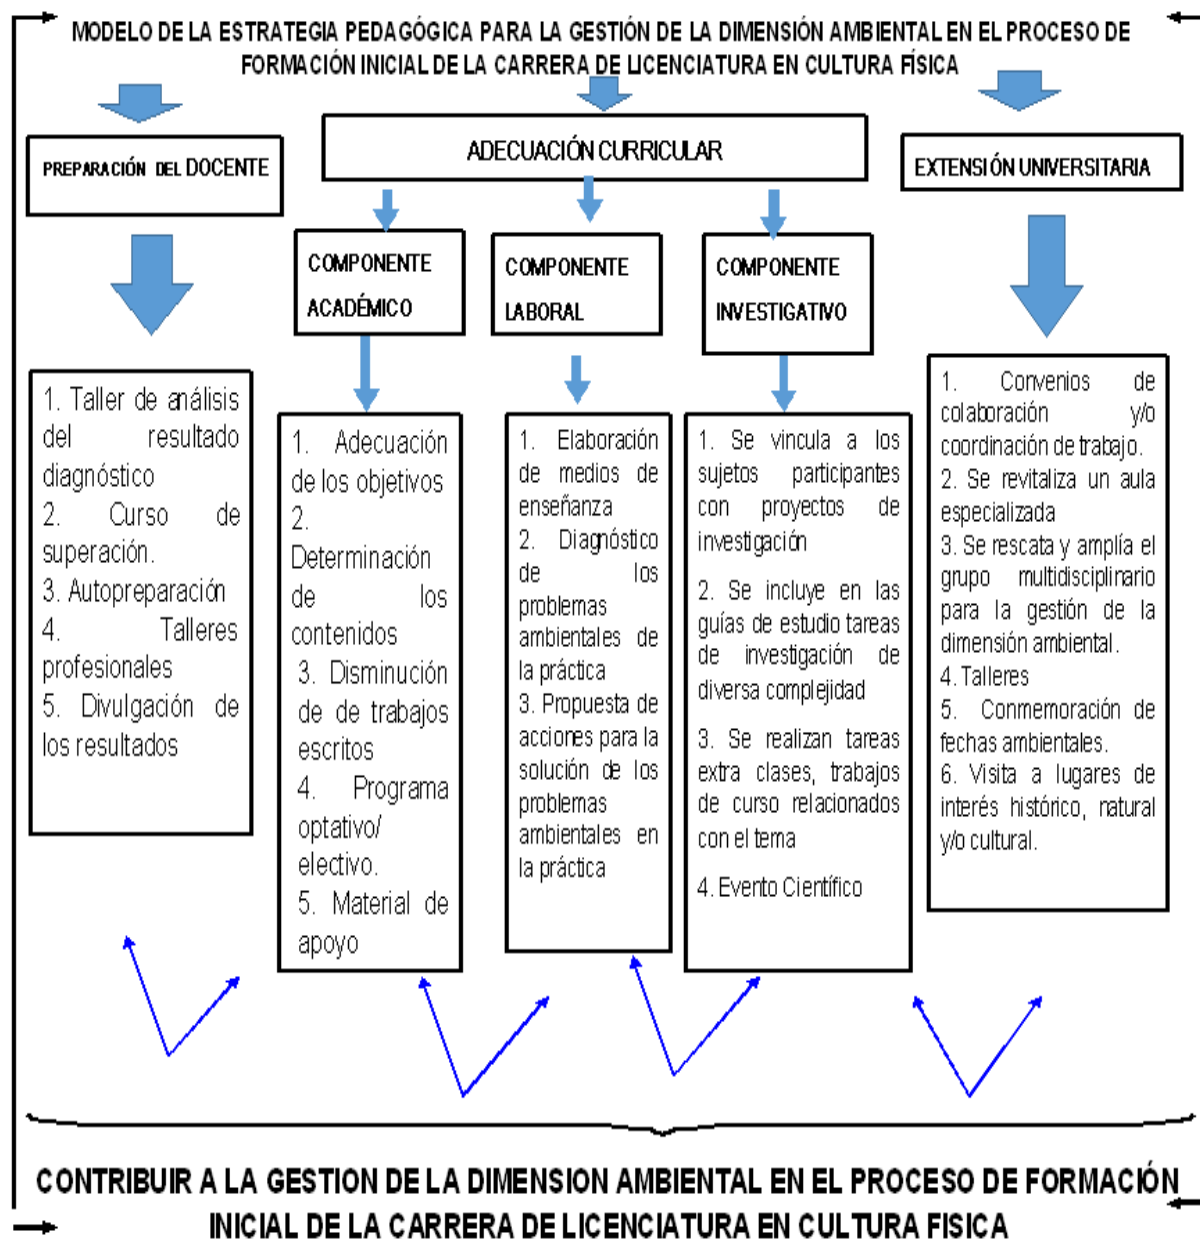 MODELO DE LA ESTRATEGIA PEDAGÓGICA PARA LA GESTIÓN DE LA DIMENSIÓN AMBIENTAL EN EL PROCESO DE
FORMACIÓN INICIAL DE LA CARRERA DE LICENCIATURA EN CULTURA FÍSICA
PREPARACIÓN DEL DOCENTE
ADECUACIÓN CURRICULAR
EXTENSIÓN UNIVERSITARIA
COMPONENTE
ACADÉMICO
COMPONENTE
LABORAL
COMPONENTE
INVESTIGATIVO
1. Taller de análisis
del resultado
diagnóstico
2. Curso de
superación.
3. Autopreparación
4. Talleres
profesionales
5. Divulgación de
los resultados
1. Adecuación
de los objetivos
2.
Determinación
de los
contenidos
3. Disminución
de de trabajos
escritos
4. Programa
optativo/
electivo.
5. Material de
apoyo
1. Elaboración
de medios de
enseñanza
2. Diagnóstico
de los
problemas
ambientales de
la práctica
3. Propuesta de
acciones para la
solución de los
problemas
ambientales en
la práctica
1. Se vincula a los
sujetos participantes
con proyectos de
investigación
2. Se incluye en las
guías de estudio tareas
de investigación de
diversa complejidad
3. Se realizan tareas
extra clases, trabajos
de curso relacionados
con el tema
4. Evento Científico
1. Convenios de
colaboración y/o
coordinación de trabajo.
2. Se revitaliza un aula
especializada
3. Se rescata y amplía el
grupo multidisciplinario
para la gestión de la
dimensión ambiental.
4. Talleres
5. Conmemoración de
fechas ambientales.
6. Visita a lugares de
interés histórico, natural
y/o cultural.
CONTRIBUIR A LA GESTION DE LA DIMENSION AMBIENTAL EN EL PROCESO DE FORMACIÓN
INICIAL DE LA CARRERA DE LICENCIATURA EN CULTURA FISICA